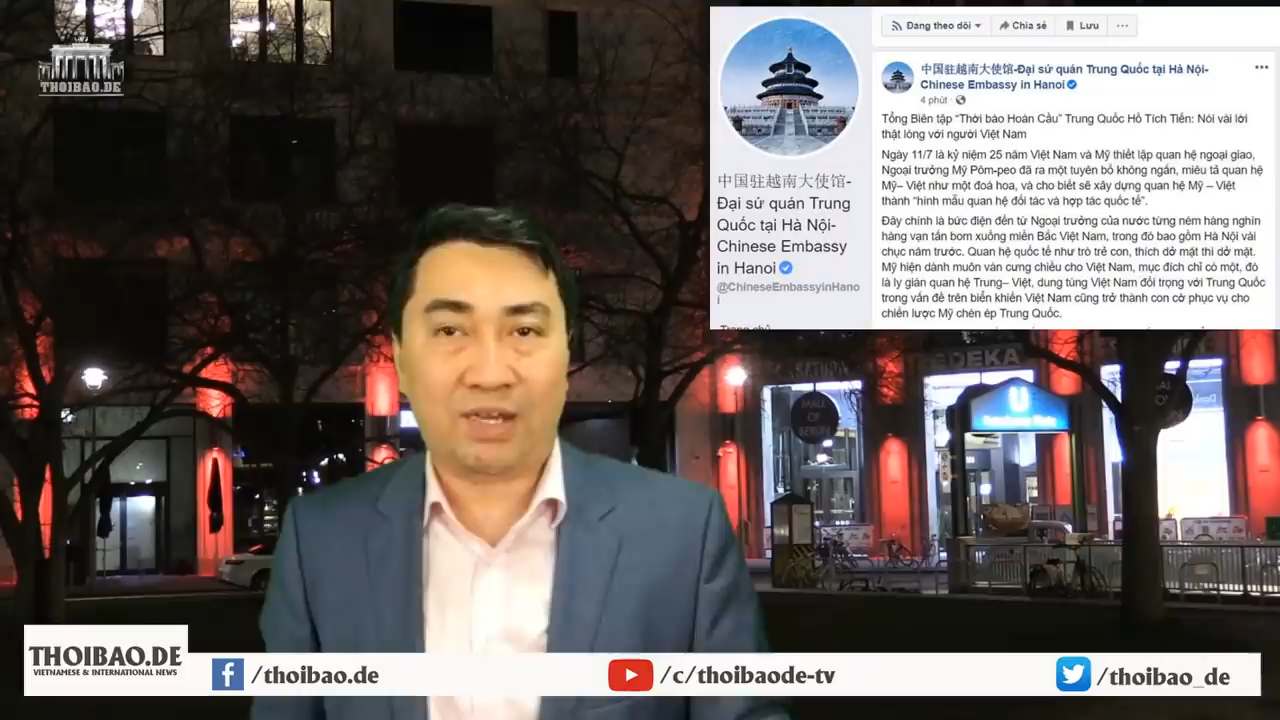 THOIBAO.DE
Đang theo dõi
Chia sẻ
Lưu
中国驻越南大使馆-Đại sứ quán Trung Quốc tại Hà Nội-
Chinese Embassy in Hanoi
4 phút
Tổng Biên tập "Thời báo Hoàn Cầu" Trung Quốc Hồ Tích Tiến: Nói vài lời
thật lòng với người Việt Nam
Ngày 11/7 là kỷ niệm 25 năm Việt Nam và Mỹ thiết lập quan hệ ngoại giao,
Ngoại trưởng Mỹ Pôm-peo đã ra một tuyên bố không ngắn, miêu tả quan hệ
Mỹ– Việt như một đoá hoa, và cho biết sẽ xây dựng quan hệ Mỹ – Việt
thành "hình mẫu quan hệ đối tác và hợp tác quốc tế".
Đây chính là bức điện đến từ Ngoại trưởng của nước từng ném hàng nghìn
hàng vạn tấn bom xuống miền Bắc Việt Nam, trong đó bao gồm Hà Nội vài
chục năm trước. Quan hệ quốc tế như trò trẻ con, thích dở mặt thì dở mặt.
Mỹ hiện dành muôn vàn cưng chiều cho Việt Nam, mục đích chỉ có một, đó
là ly gián quan hệ Trung– Việt, dung túng Việt Nam đối trọng với Trung Quốc
trong vấn đề trên biển khiến Việt Nam cũng trở thành con cờ phục vụ cho
chiến lược Mỹ chèn ép Trung Quốc.
中国驻越南大使馆-
Đại sứ quán Trung
Quốc tại Hà Nội-
Chinese Embassy
in Hanoi
@ChineseEmbassyinHano
i
Trang chủ
EDEKA
MALL
OF
BERLIN
U
THOIBAO.DE
VIETNAMESE & INTERNATIONAL NEWS
/thoibao.de
/c/thoibaode-tv
/thoibao_de